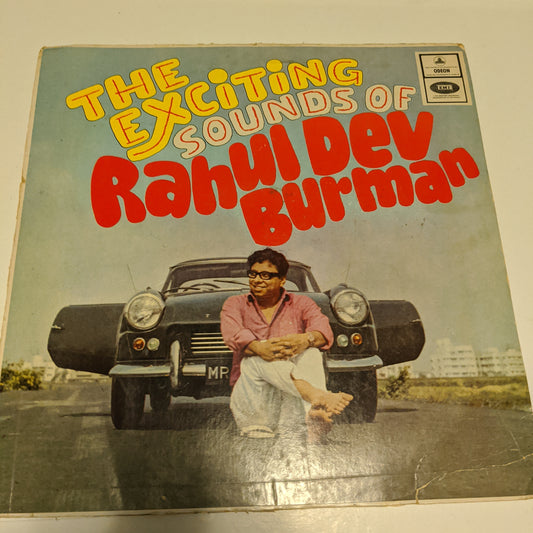 THE
EXCITING
SOUNDS OF
Rahul Dev
Burman
ODEON
EMI
MP